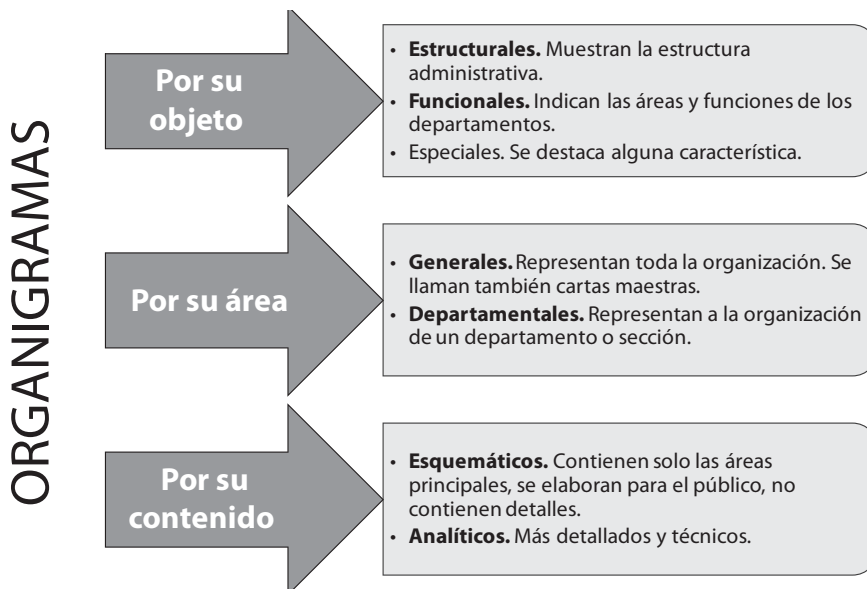 ORGANIGRAMAS
Por su
objeto
• Estructurales. Muestran la estructura
administrativa.
• Funcionales. Indican las áreas y funciones de los
departamentos.
• Especiales. Se destaca alguna característica.
Por su área
• Generales. Representan toda la organización. Se
llaman también cartas maestras.
• Departamentales. Representan a la organización
de un departamento o sección.
Por su
contenido
• Esquemáticos. Contienen solo las áreas
principales, se elaboran para el público, no
contienen detalles.
• Analíticos. Más detallados y técnicos.